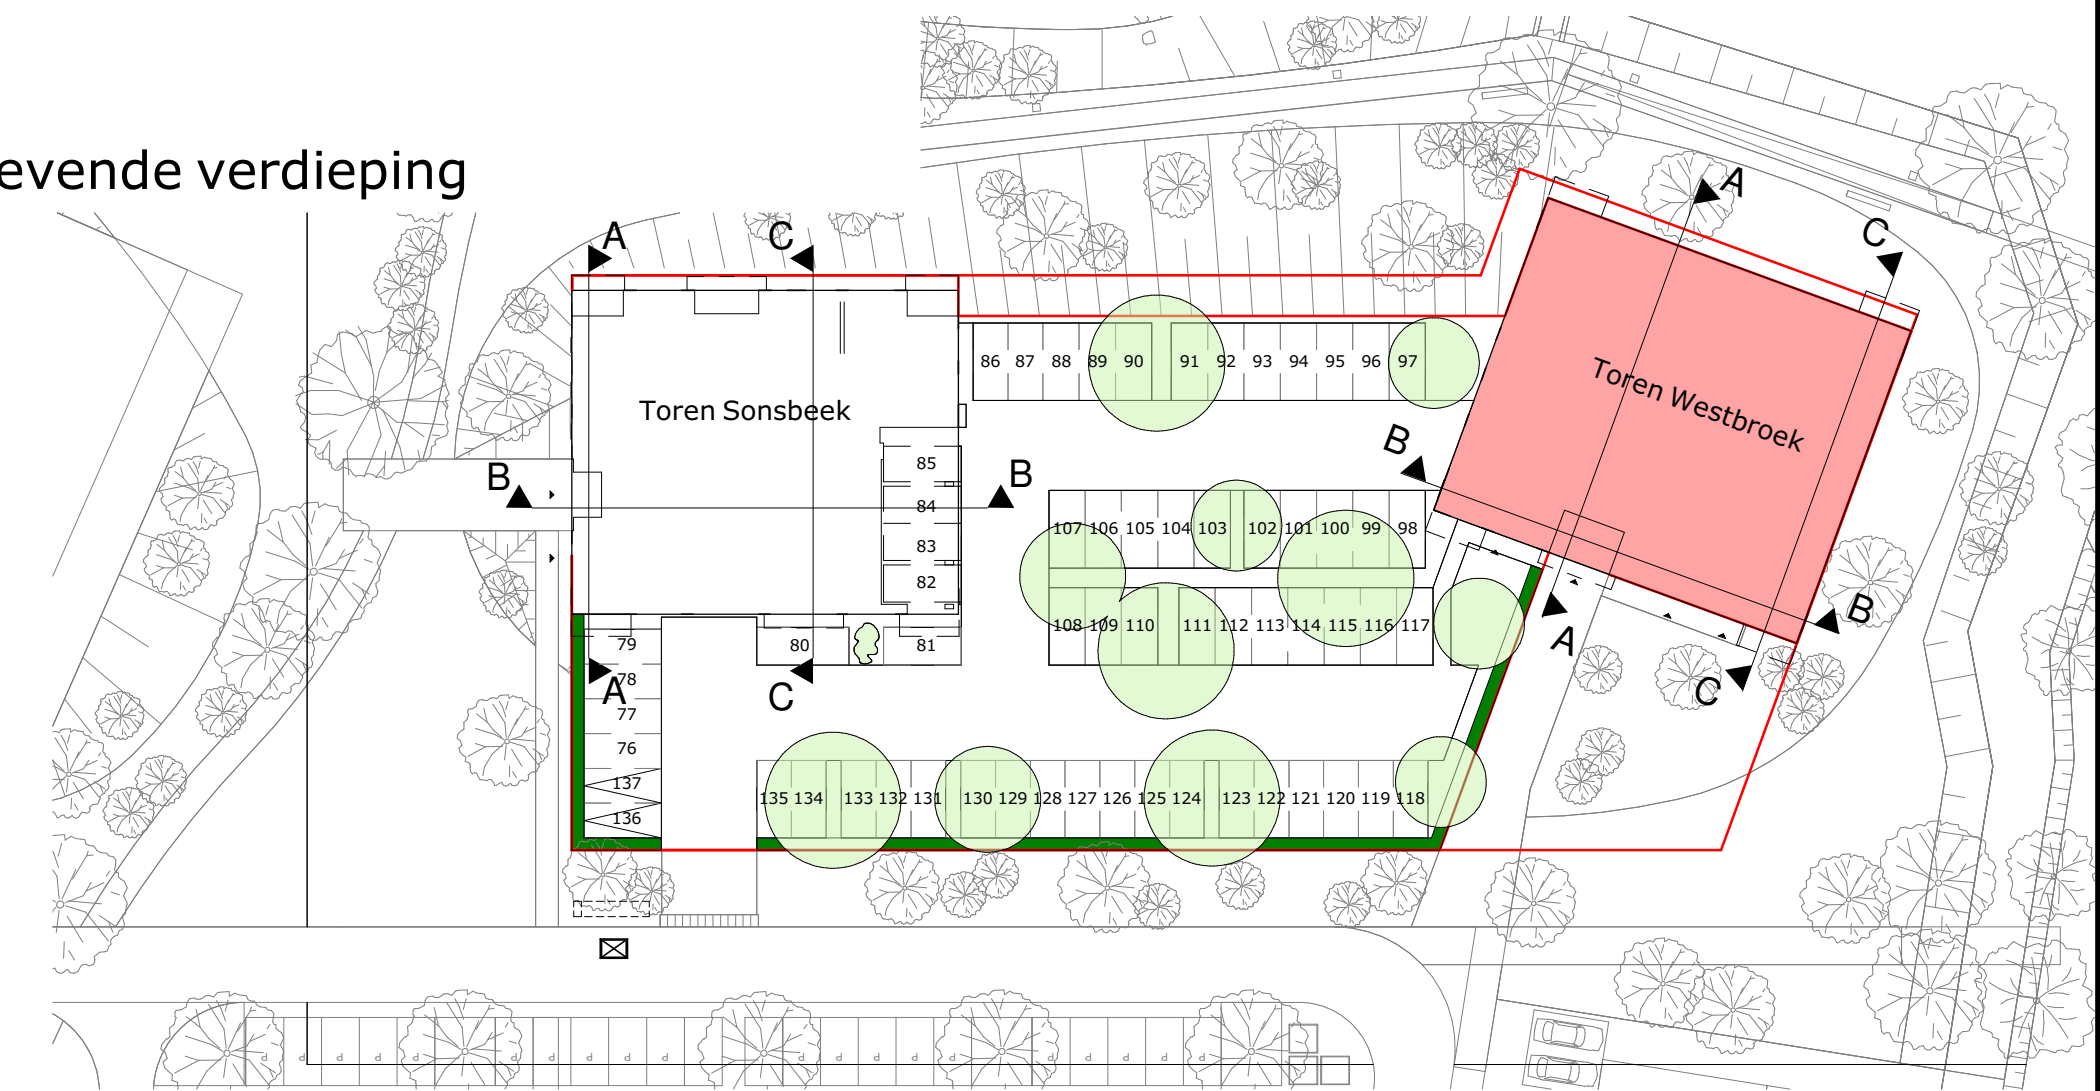 evende verdieping
A
C
A
C
Toren Sonsbeek
Toren Westbroek
86 87 88 89 90 91 92 93 94 95 96 97
B
B
B
85
84
83
82
107 106 105 104 103 102 101 100 99 98
108 109 110 111 112 113 114 115 116 117
B
A
C
79 80 81
78
A
C
77
76
137
136
135 134 133 132 131 130 129 128 127 126 125 124 123 122 121 120 119 118
P P P P P P P P P P P P P P P P P P P P P P P P